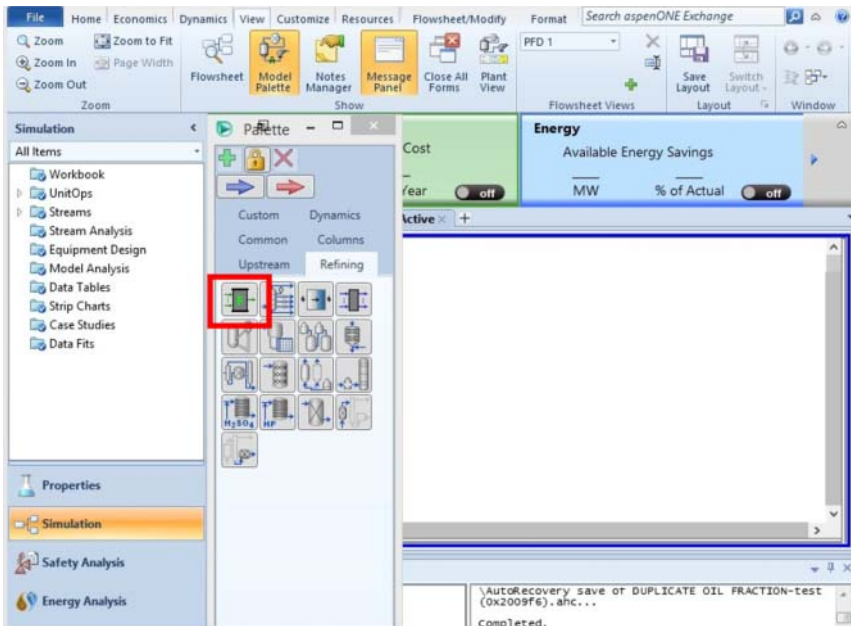 File Home Economics Dynamics View Customize Resources Flowsheet/Modify Format Search aspenONE Exchange
Zoom Zoom to Fit
Zoom In Page Width
Zoom Out
Zoom
Flowsheet Model Palette Notes Manager Message Panel Close All Forms Plant View
Show
PFD 1
Flowsheet Views
Save Layout Switch Layout
Layout
Window
Simulation
All Items
Workbook
UnitOps
Streams
Stream Analysis
Equipment Design
Model Analysis
Data Tables
Strip Charts
Case Studies
Data Fits
Properties
Simulation
Safety Analysis
Energy Analysis
Palette
Custom Dynamics
Common Columns
Upstream Refining
H2SO4 HF
Cost
Year off
Energy
Available Energy Savings
MW % of Actual off
Active +
\AutoRecovery save of DUPLICATE OIL FRACTION-test
(0x2009f6).ahc...
Completed.